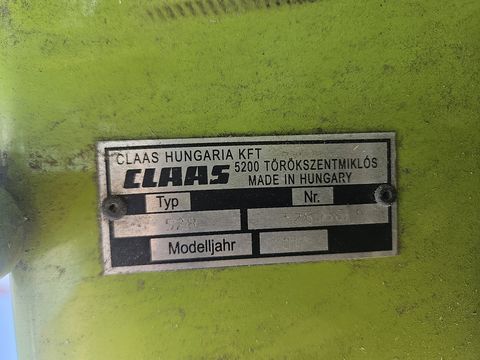 CLAAS HUNGARIA KFT
5200 TÖRÖKSZENTMIKLÓS
CLAAS MADE IN HUNGARY
Typ Nr.
Modelljahr